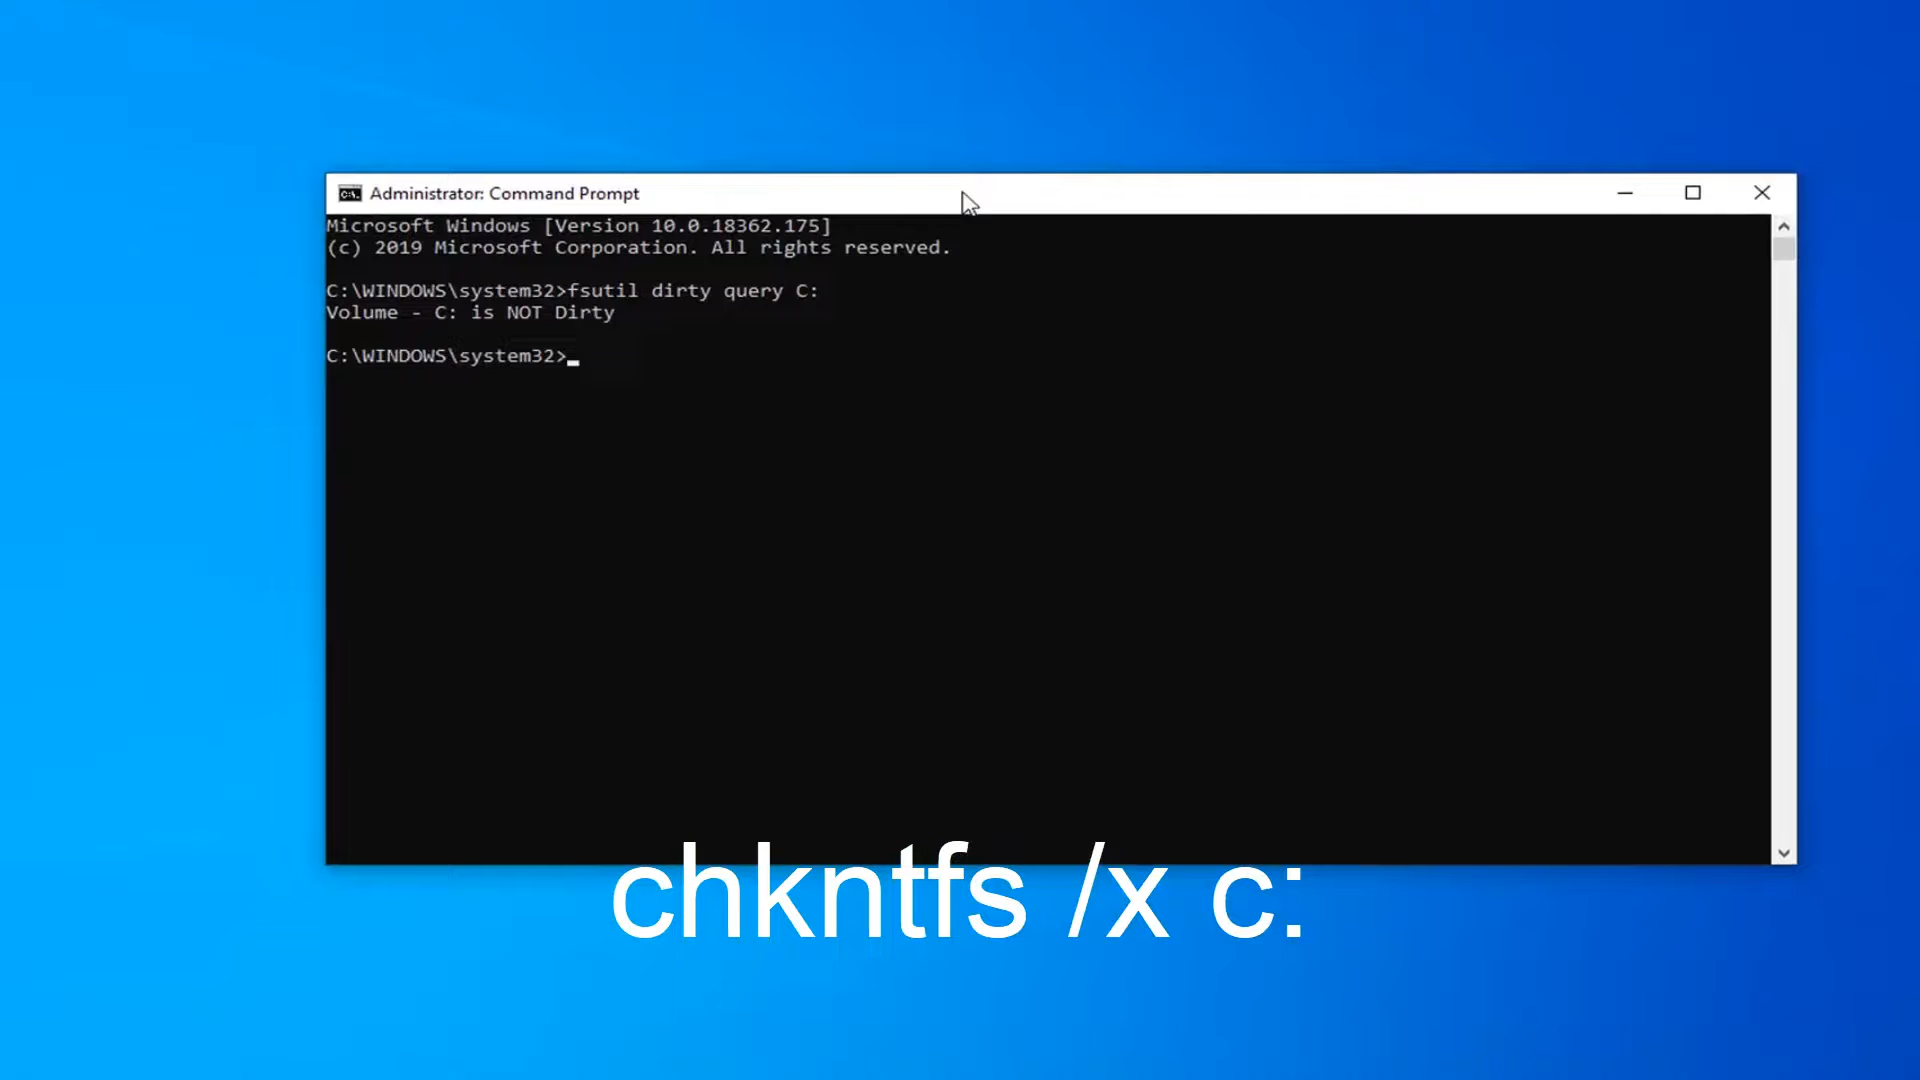 Administrator: Command Prompt
Microsoft Windows [Version 10.0.18362.175]
(c) 2019 Microsoft Corporation. All rights reserved.
C:\WINDOWS\system32>fsutil dirty query C:
Volume - C: is NOT Dirty
C:\WINDOWS\system32>
chkntfs /x c: